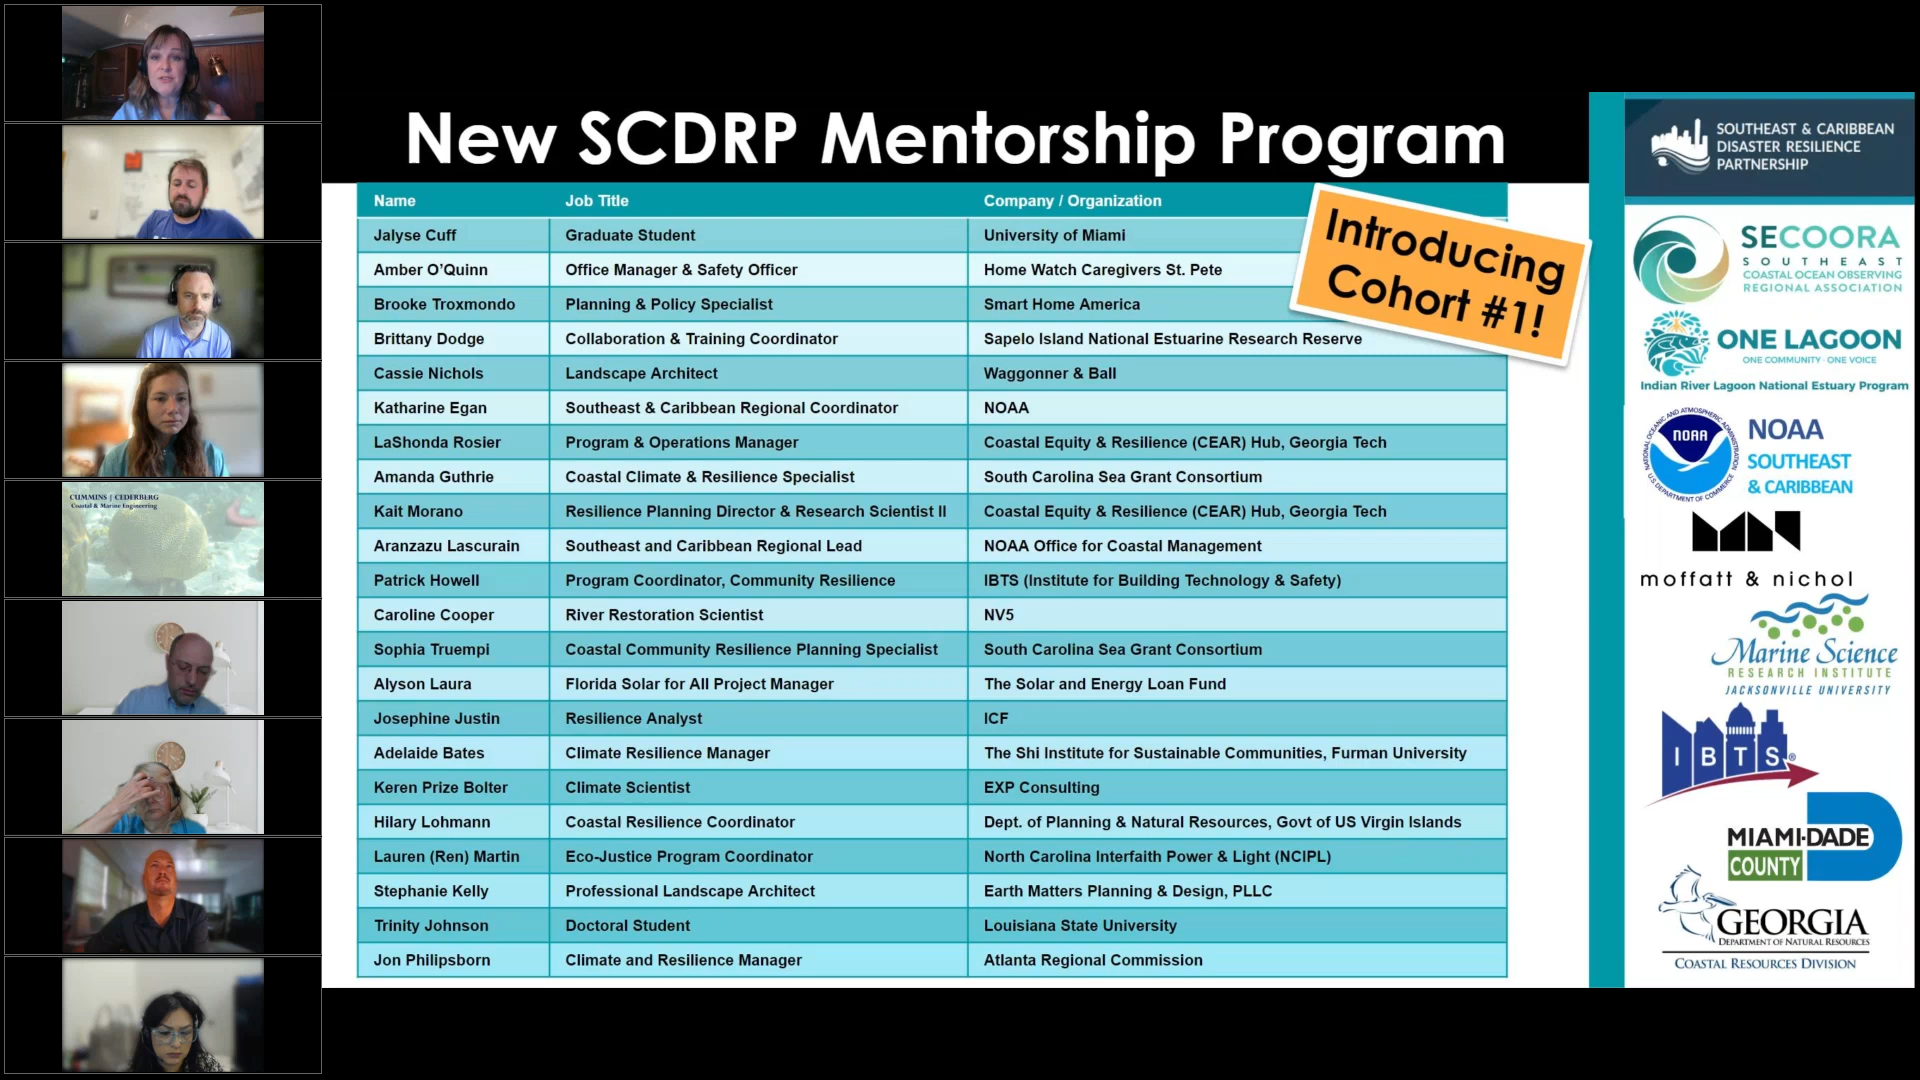 CUMMINS | CEDERBERG
Coastal & Marine Engineering
New SCDRP Mentorship Program
Introducing
Cohort #1!
Name Job Title Company / Organization
Jalyse Cuff Graduate Student University of Miami
Amber O’Quinn Office Manager & Safety Officer Home Watch Caregivers St. Pete
Brooke Troxmondo Planning & Policy Specialist Smart Home America
Brittany Dodge Collaboration & Training Coordinator Sapelo Island National Estuarine Research Reserve
Cassie Nichols Landscape Architect Waggonner & Ball
Katharine Egan Southeast & Caribbean Regional Coordinator NOAA
LaShonda Rosier Program & Operations Manager Coastal Equity & Resilience (CEAR) Hub, Georgia Tech
Amanda Guthrie Coastal Climate & Resilience Specialist South Carolina Sea Grant Consortium
Kait Morano Resilience Planning Director & Research Scientist II Coastal Equity & Resilience (CEAR) Hub, Georgia Tech
Aranzazu Lascurain Southeast and Caribbean Regional Lead NOAA Office for Coastal Management
Patrick Howell Program Coordinator, Community Resilience IBTS (Institute for Building Technology & Safety)
Caroline Cooper River Restoration Scientist NV5
Sophia Truempi Coastal Community Resilience Planning Specialist South Carolina Sea Grant Consortium
Alyson Laura Florida Solar for All Project Manager The Solar and Energy Loan Fund
Josephine Justin Resilience Analyst ICF
Adelaide Bates Climate Resilience Manager The Shi Institute for Sustainable Communities, Furman University
Keren Prize Bolter Climate Scientist EXP Consulting
Hilary Lohmann Coastal Resilience Coordinator Dept. of Planning & Natural Resources, Govt of US Virgin Islands
Lauren (Ren) Martin Eco-Justice Program Coordinator North Carolina Interfaith Power & Light (NCIPL)
Stephanie Kelly Professional Landscape Architect Earth Matters Planning & Design, PLLC
Trinity Johnson Doctoral Student Louisiana State University
Jon Philipsborn Climate and Resilience Manager Atlanta Regional Commission
SOUTHEAST & CARIBBEAN
DISASTER RESILIENCE
PARTNERSHIP
SECOORA
SOUTHEAST
COASTAL OCEAN OBSERVING
REGIONAL ASSOCIATION
ONE LAGOON
ONE COMMUNITY · ONE VOICE
Indian River Lagoon National Estuary Program
NATIONAL OCEANIC AND ATMOSPHERIC ADMINISTRATION
NOAA
U.S. DEPARTMENT OF COMMERCE
NOAA
SOUTHEAST
& CARIBBEAN
moffatt & nichol
Marine Science
RESEARCH INSTITUTE
JACKSONVILLE UNIVERSITY
IBTS®
MIAMI-DADE
COUNTY
GEORGIA
DEPARTMENT OF NATURAL RESOURCES
COASTAL RESOURCES DIVISION